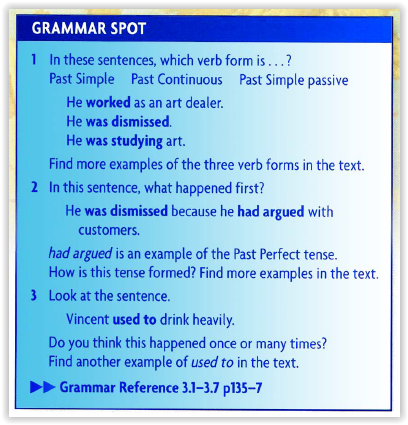 GRAMMAR SPOT
1 In these sentences, which verb form is . . . ?
Past Simple Past Continuous Past Simple passive
He worked as an art dealer.
He was dismissed.
He was studying art.
Find more examples of the three verb forms in the text.
2 In this sentence, what happened first?
He was dismissed because he had argued with
customers.
had argued is an example of the Past Perfect tense.
How is this tense formed? Find more examples in the text.
3 Look at the sentence.
Vincent used to drink heavily.
Do you think this happened once or many times?
Find another example of used to in the text.
▶▶ Grammar Reference 3.1–3.7 p135–7